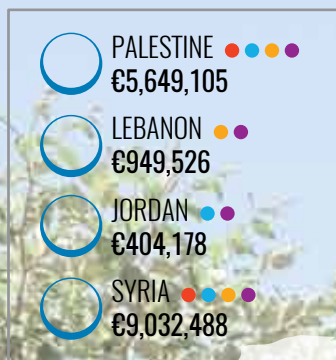 PALESTINE
€5,649,105
LEBANON
€949,526
JORDAN
€404,178
SYRIA
€9,032,488